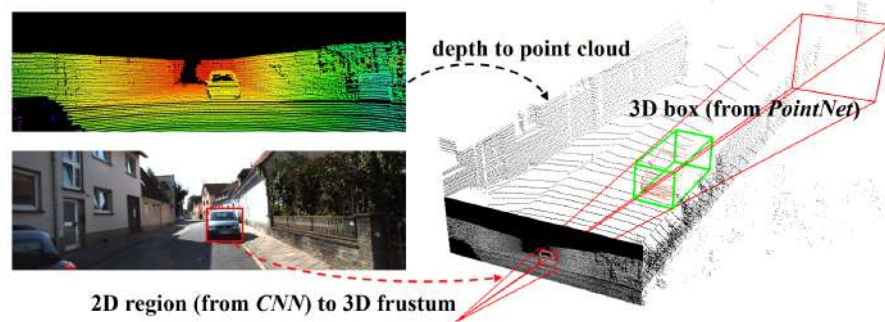 depth to point cloud
3D box (from PointNet)
2D region (from CNN) to 3D frustum